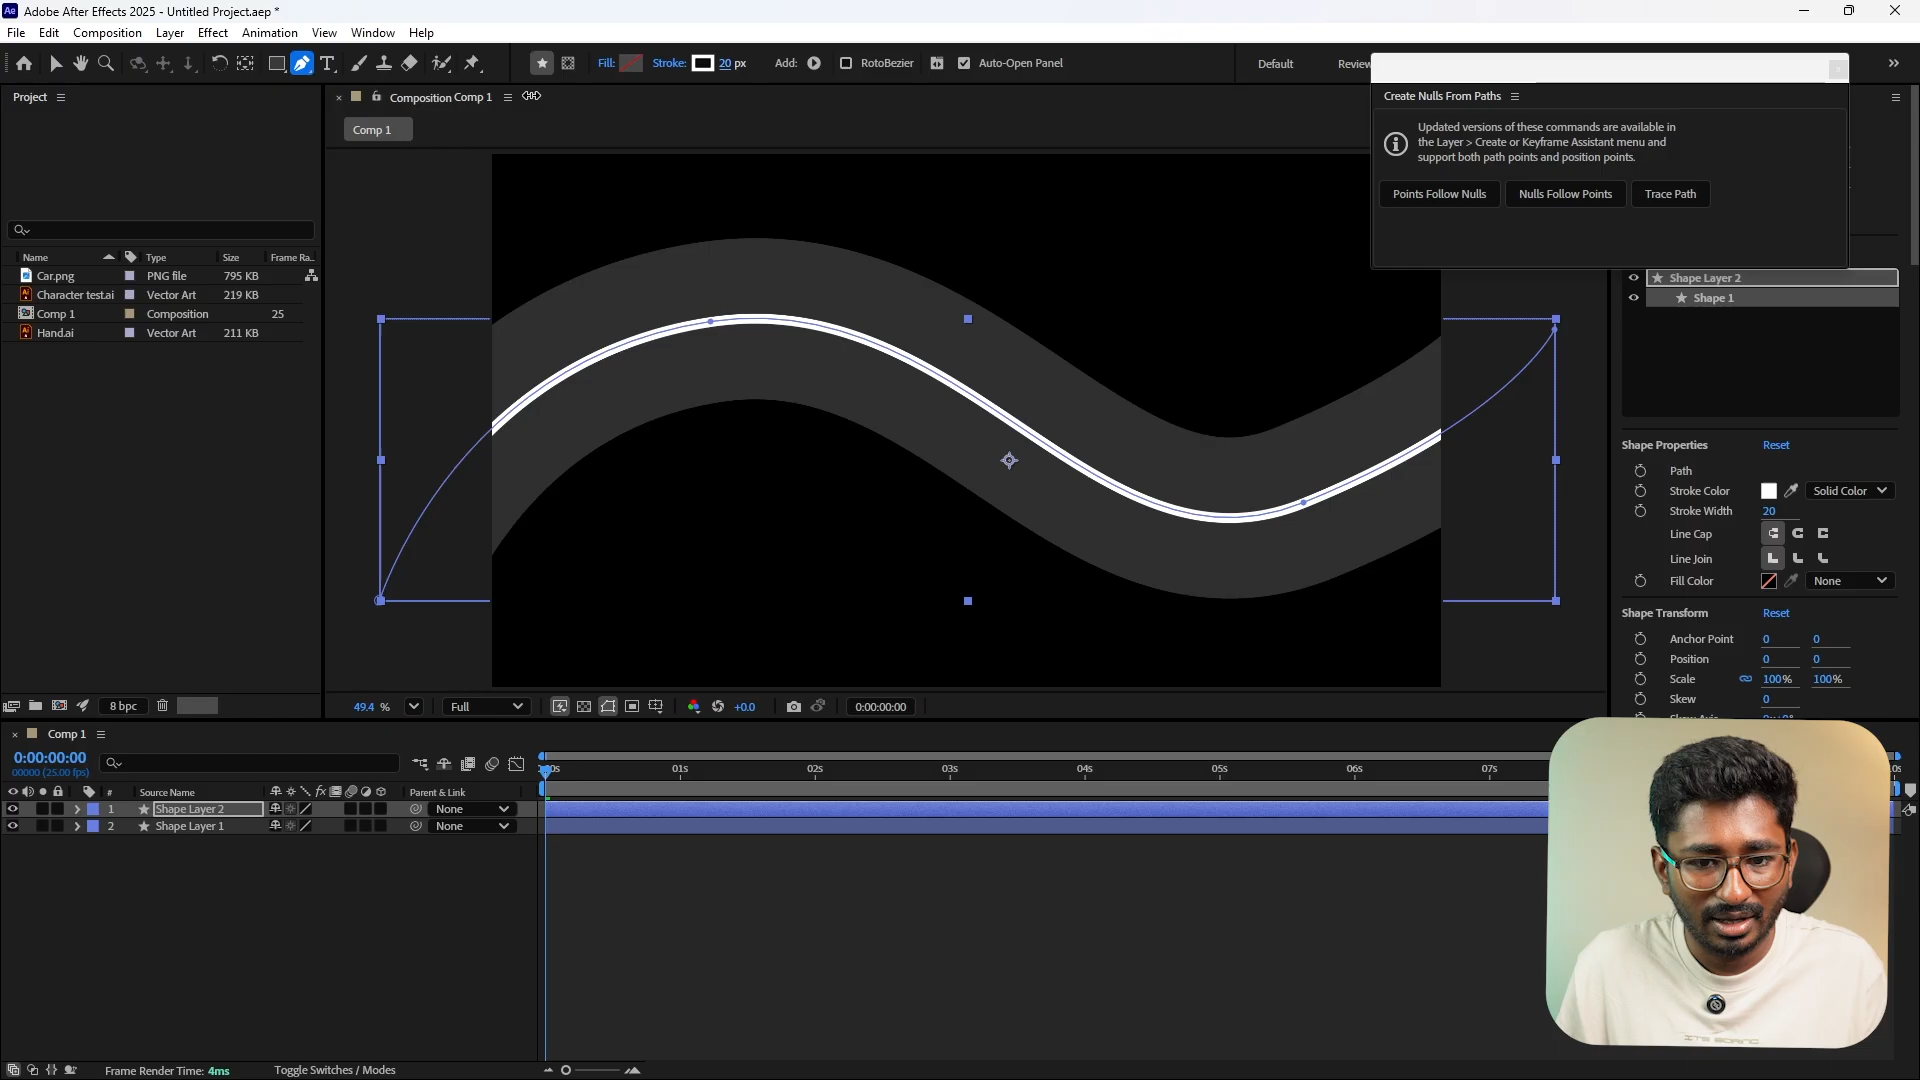 Adobe After Effects 2025 - Untitled Project.aep *
File Edit Composition Layer Effect Animation View Window Help
Fill: Stroke: 20 px Add: RotoBezier Auto-Open Panel Default Review
Project
Composition Comp 1
Comp 1
Create Nulls From Paths
Updated versions of these commands are available in
the Layer > Create or Keyframe Assistant menu and
support both path points and position points.
Points Follow Nulls Nulls Follow Points Trace Path
Name Type Size Frame Ra..
Car.png PNG file 795 KB
Character test.ai Vector Art 219 KB
Comp 1 Composition 25
Hand.ai Vector Art 211 KB
Shape Layer 2
Shape 1
Shape Properties Reset
Path
Stroke Color Solid Color
Stroke Width 20
Line Cap
Line Join
Fill Color None
Shape Transform Reset
Anchor Point 0 0
Position 0 0
Scale 100% 100%
Skew 0
8 bpc
49.4 % Full +0.0 0:00:00:00
Comp 1
0:00:00:00
00000 (25.00 fps)
01s 02s 03s 04s 05s 06s 07s
# Source Name fx Parent & Link
1 Shape Layer 2 None
2 Shape Layer 1 None
Frame Render Time: 4ms Toggle Switches / Modes